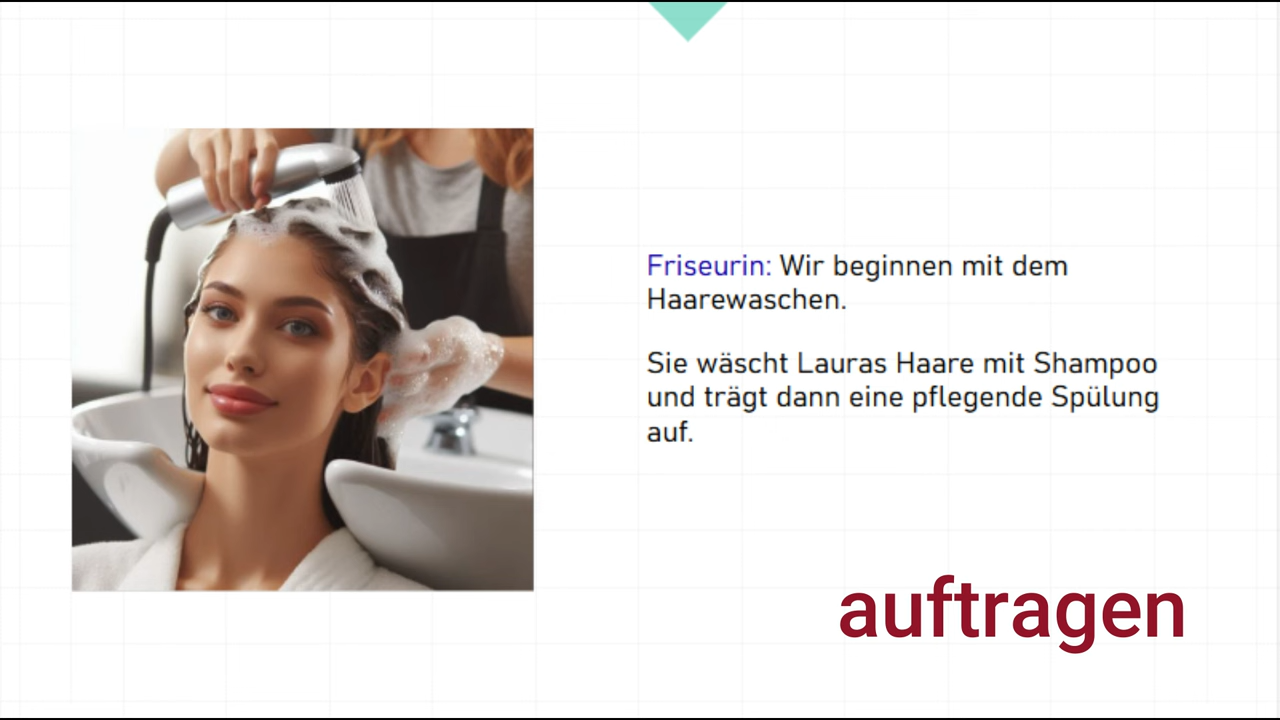 Friseurin: Wir beginnen mit dem
Haarewaschen.
Sie wäscht Lauras Haare mit Shampoo
und trägt dann eine pflegende Spülung
auf.
auftragen